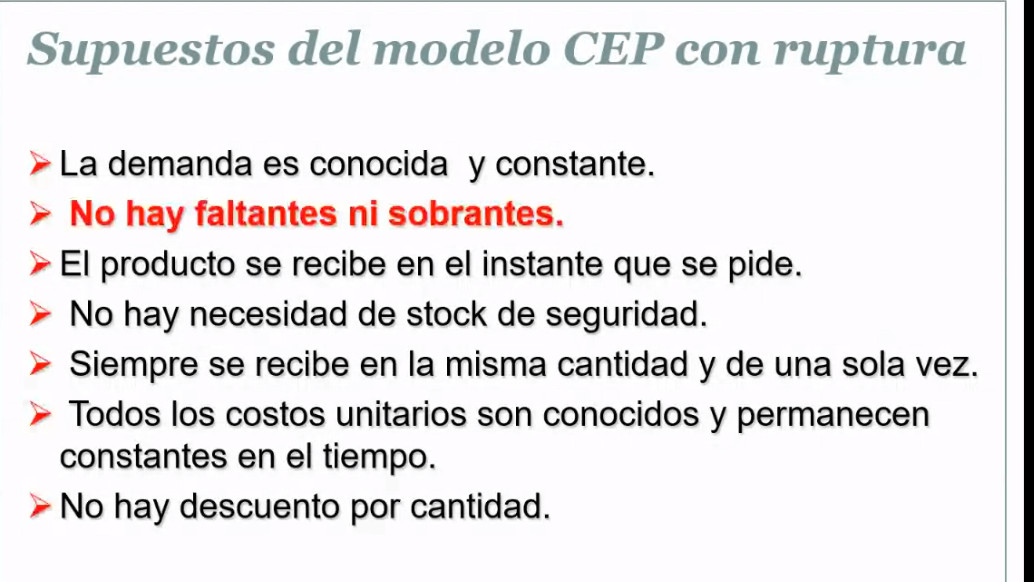 Supuestos del modelo CEP con ruptura
La demanda es conocida y constante.
No hay faltantes ni sobrantes.
El producto se recibe en el instante que se pide.
No hay necesidad de stock de seguridad.
Siempre se recibe en la misma cantidad y de una sola vez.
Todos los costos unitarios son conocidos y permanecen
constantes en el tiempo.
No hay descuento por cantidad.